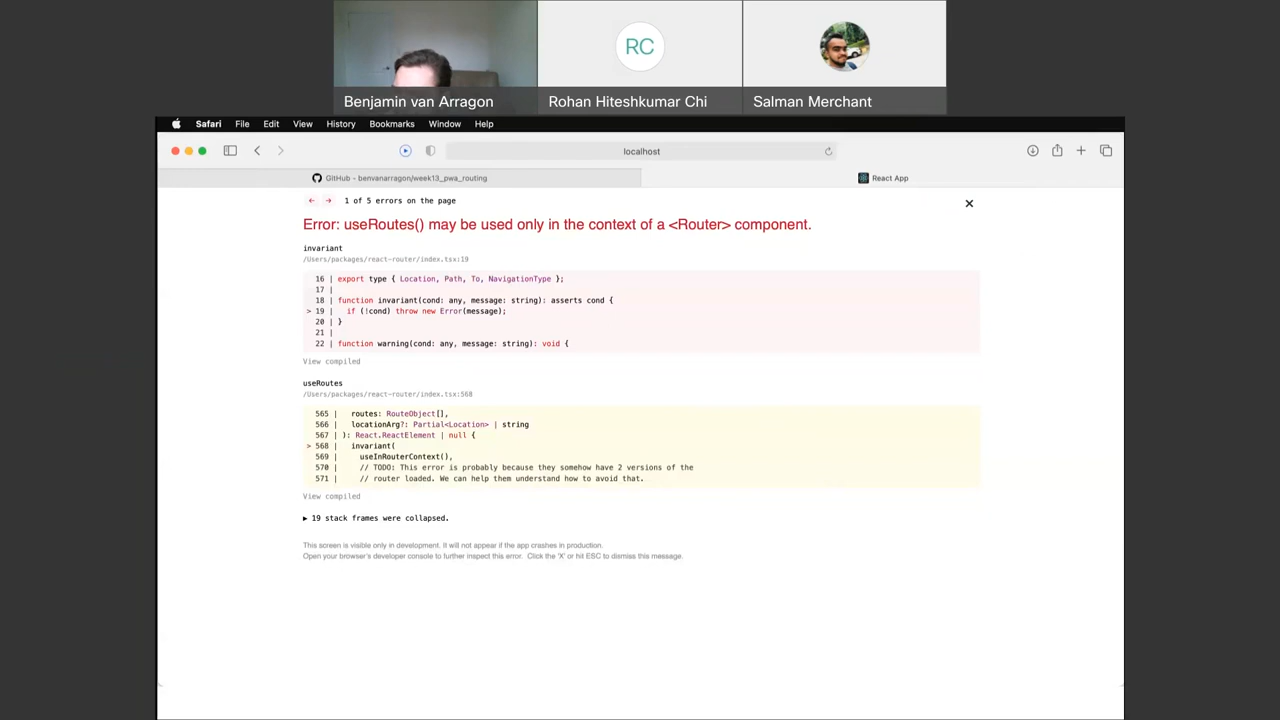 RC
Benjamin van Arragon
Rohan Hiteshkumar Chi
Salman Merchant
Safari File Edit View History Bookmarks Window Help
localhost
GitHub - benvanarragon/week13_pwa_routing
React App
← → 1 of 5 errors on the page
Error: useRoutes() may be used only in the context of a <Router> component.
invariant
/Users/packages/react-router/index.tsx:19
16 | export type { Location, Path, To, NavigationType };
17 |
18 | function invariant(cond: any, message: string): asserts cond {
> 19 |   if (!cond) throw new Error(message);
20 | }
21 |
22 | function warning(cond: any, message: string): void {
View compiled
useRoutes
/Users/packages/react-router/index.tsx:568
565 |   routes: RouteObject[],
566 |   locationArg?: Partial<Location> | string
567 | ): React.ReactElement | null {
> 568 |   invariant(
569 |     useInRouterContext(),
570 |     // TODO: This error is probably because they somehow have 2 versions of the
571 |     // router loaded. We can help them understand how to avoid that.
View compiled
▶ 19 stack frames were collapsed.
This screen is visible only in development. It will not appear if the app crashes in production.
Open your browser's developer console to further inspect this error. Click the 'X' or hit ESC to dismiss this message.